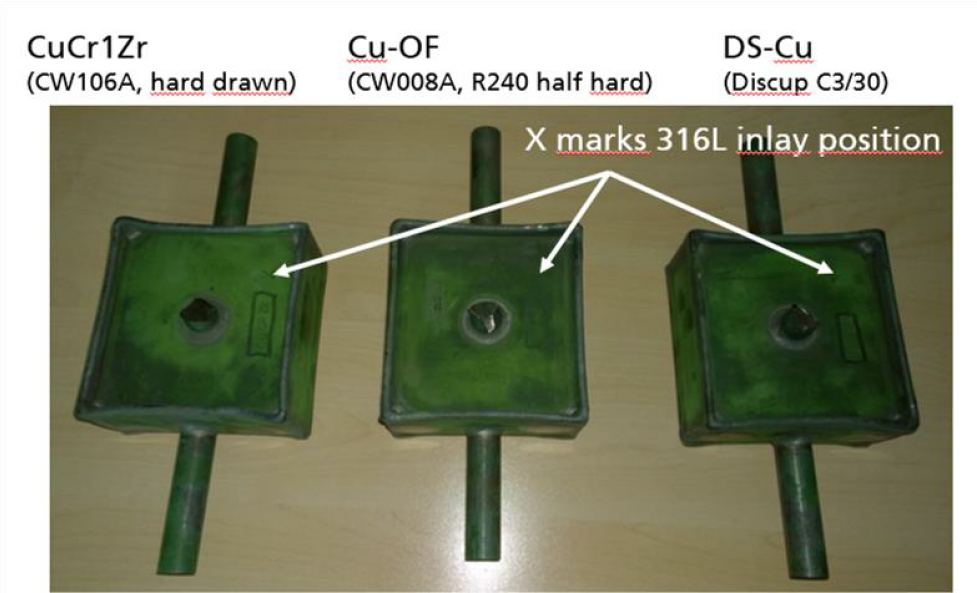 CuCr1Zr
(CW106A, hard drawn)
Cu-OF
(CW008A, R240 half hard)
DS-Cu
(Discup C3/30)
X marks 316L inlay position